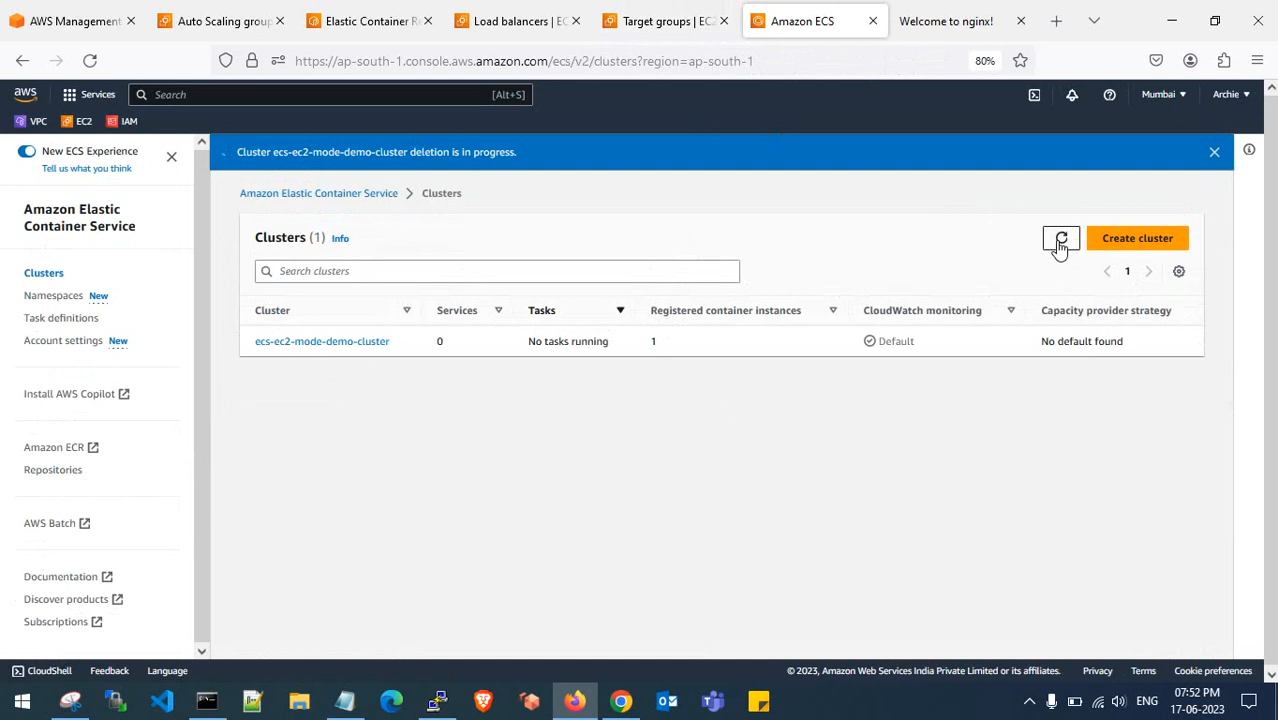 AWS Management
Auto Scaling group
Elastic Container Re
Load balancers | EC
Target groups | EC2
Amazon ECS
Welcome to nginx!
https://ap-south-1.console.aws.amazon.com/ecs/v2/clusters?region=ap-south-1
80%
aws
Services
Search
[Alt+S]
Mumbai
Archie
VPC
EC2
IAM
New ECS Experience
Tell us what you think
Amazon Elastic
Container Service
Clusters
Namespaces New
Task definitions
Account settings New
Install AWS Copilot
Amazon ECR
Repositories
AWS Batch
Documentation
Discover products
Subscriptions
Cluster ecs-ec2-mode-demo-cluster deletion is in progress.
Amazon Elastic Container Service > Clusters
Clusters (1) Info
Create cluster
Search clusters
1
Cluster Services Tasks Registered container instances CloudWatch monitoring Capacity provider strategy
ecs-ec2-mode-demo-cluster 0 No tasks running 1 Default No default found
CloudShell Feedback Language
© 2023, Amazon Web Services India Private Limited or its affiliates. Privacy Terms Cookie preferences
ENG
07:52 PM
17-06-2023